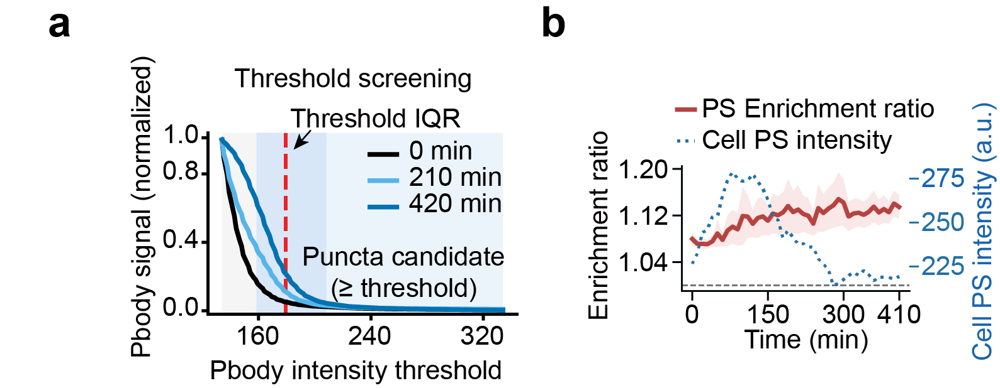 a
Threshold screening
Threshold IQR
Pbody signal (normalized)
1.0
0.8
0.4
0.0
0 min
210 min
420 min
Puncta candidate
(≥ threshold)
160 240 320
Pbody intensity threshold
b
PS Enrichment ratio
Cell PS intensity
Enrichment ratio
1.20
1.12
1.04
275
250
225
Cell PS intensity (a.u.)
0 150 300 410
Time (min)